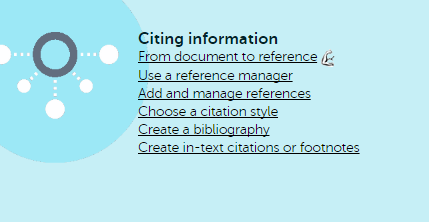 Citing information
From document to reference
Use a reference manager
Add and manage references
Choose a citation style
Create a bibliography
Create in-text citations or footnotes